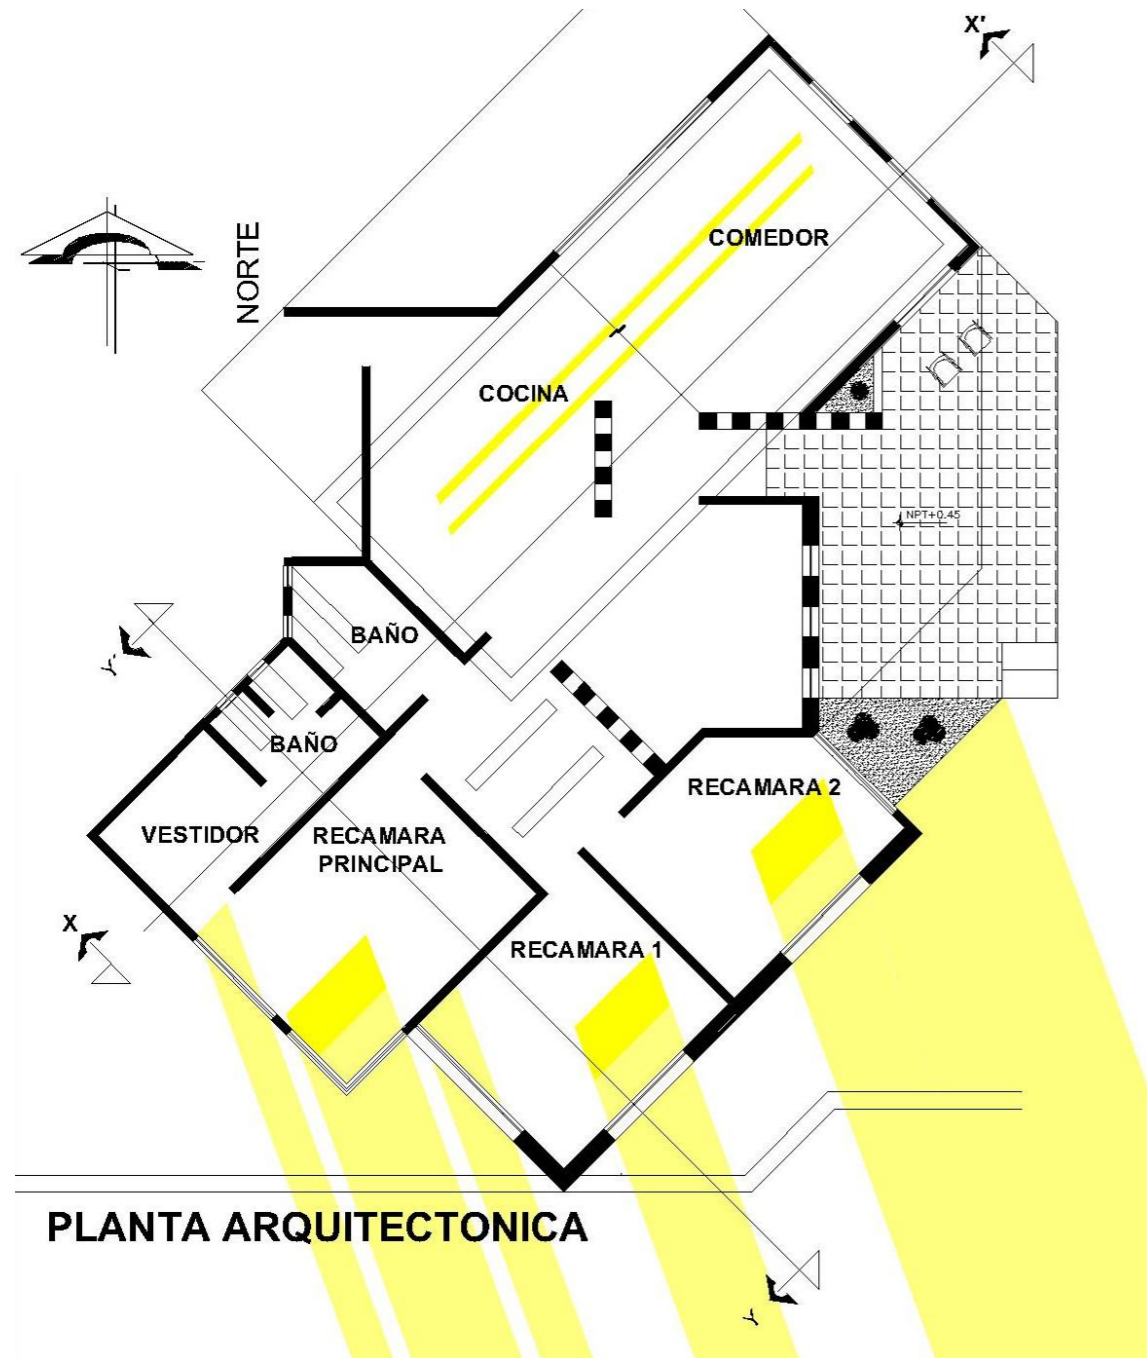 X'
NORTE
COMEDOR
COCINA
NPT+0.45
BAÑO
Y'
BAÑO
RECAMARA 2
VESTIDOR
RECAMARA
PRINCIPAL
X
RECAMARA 1
PLANTA ARQUITECTONICA
Y